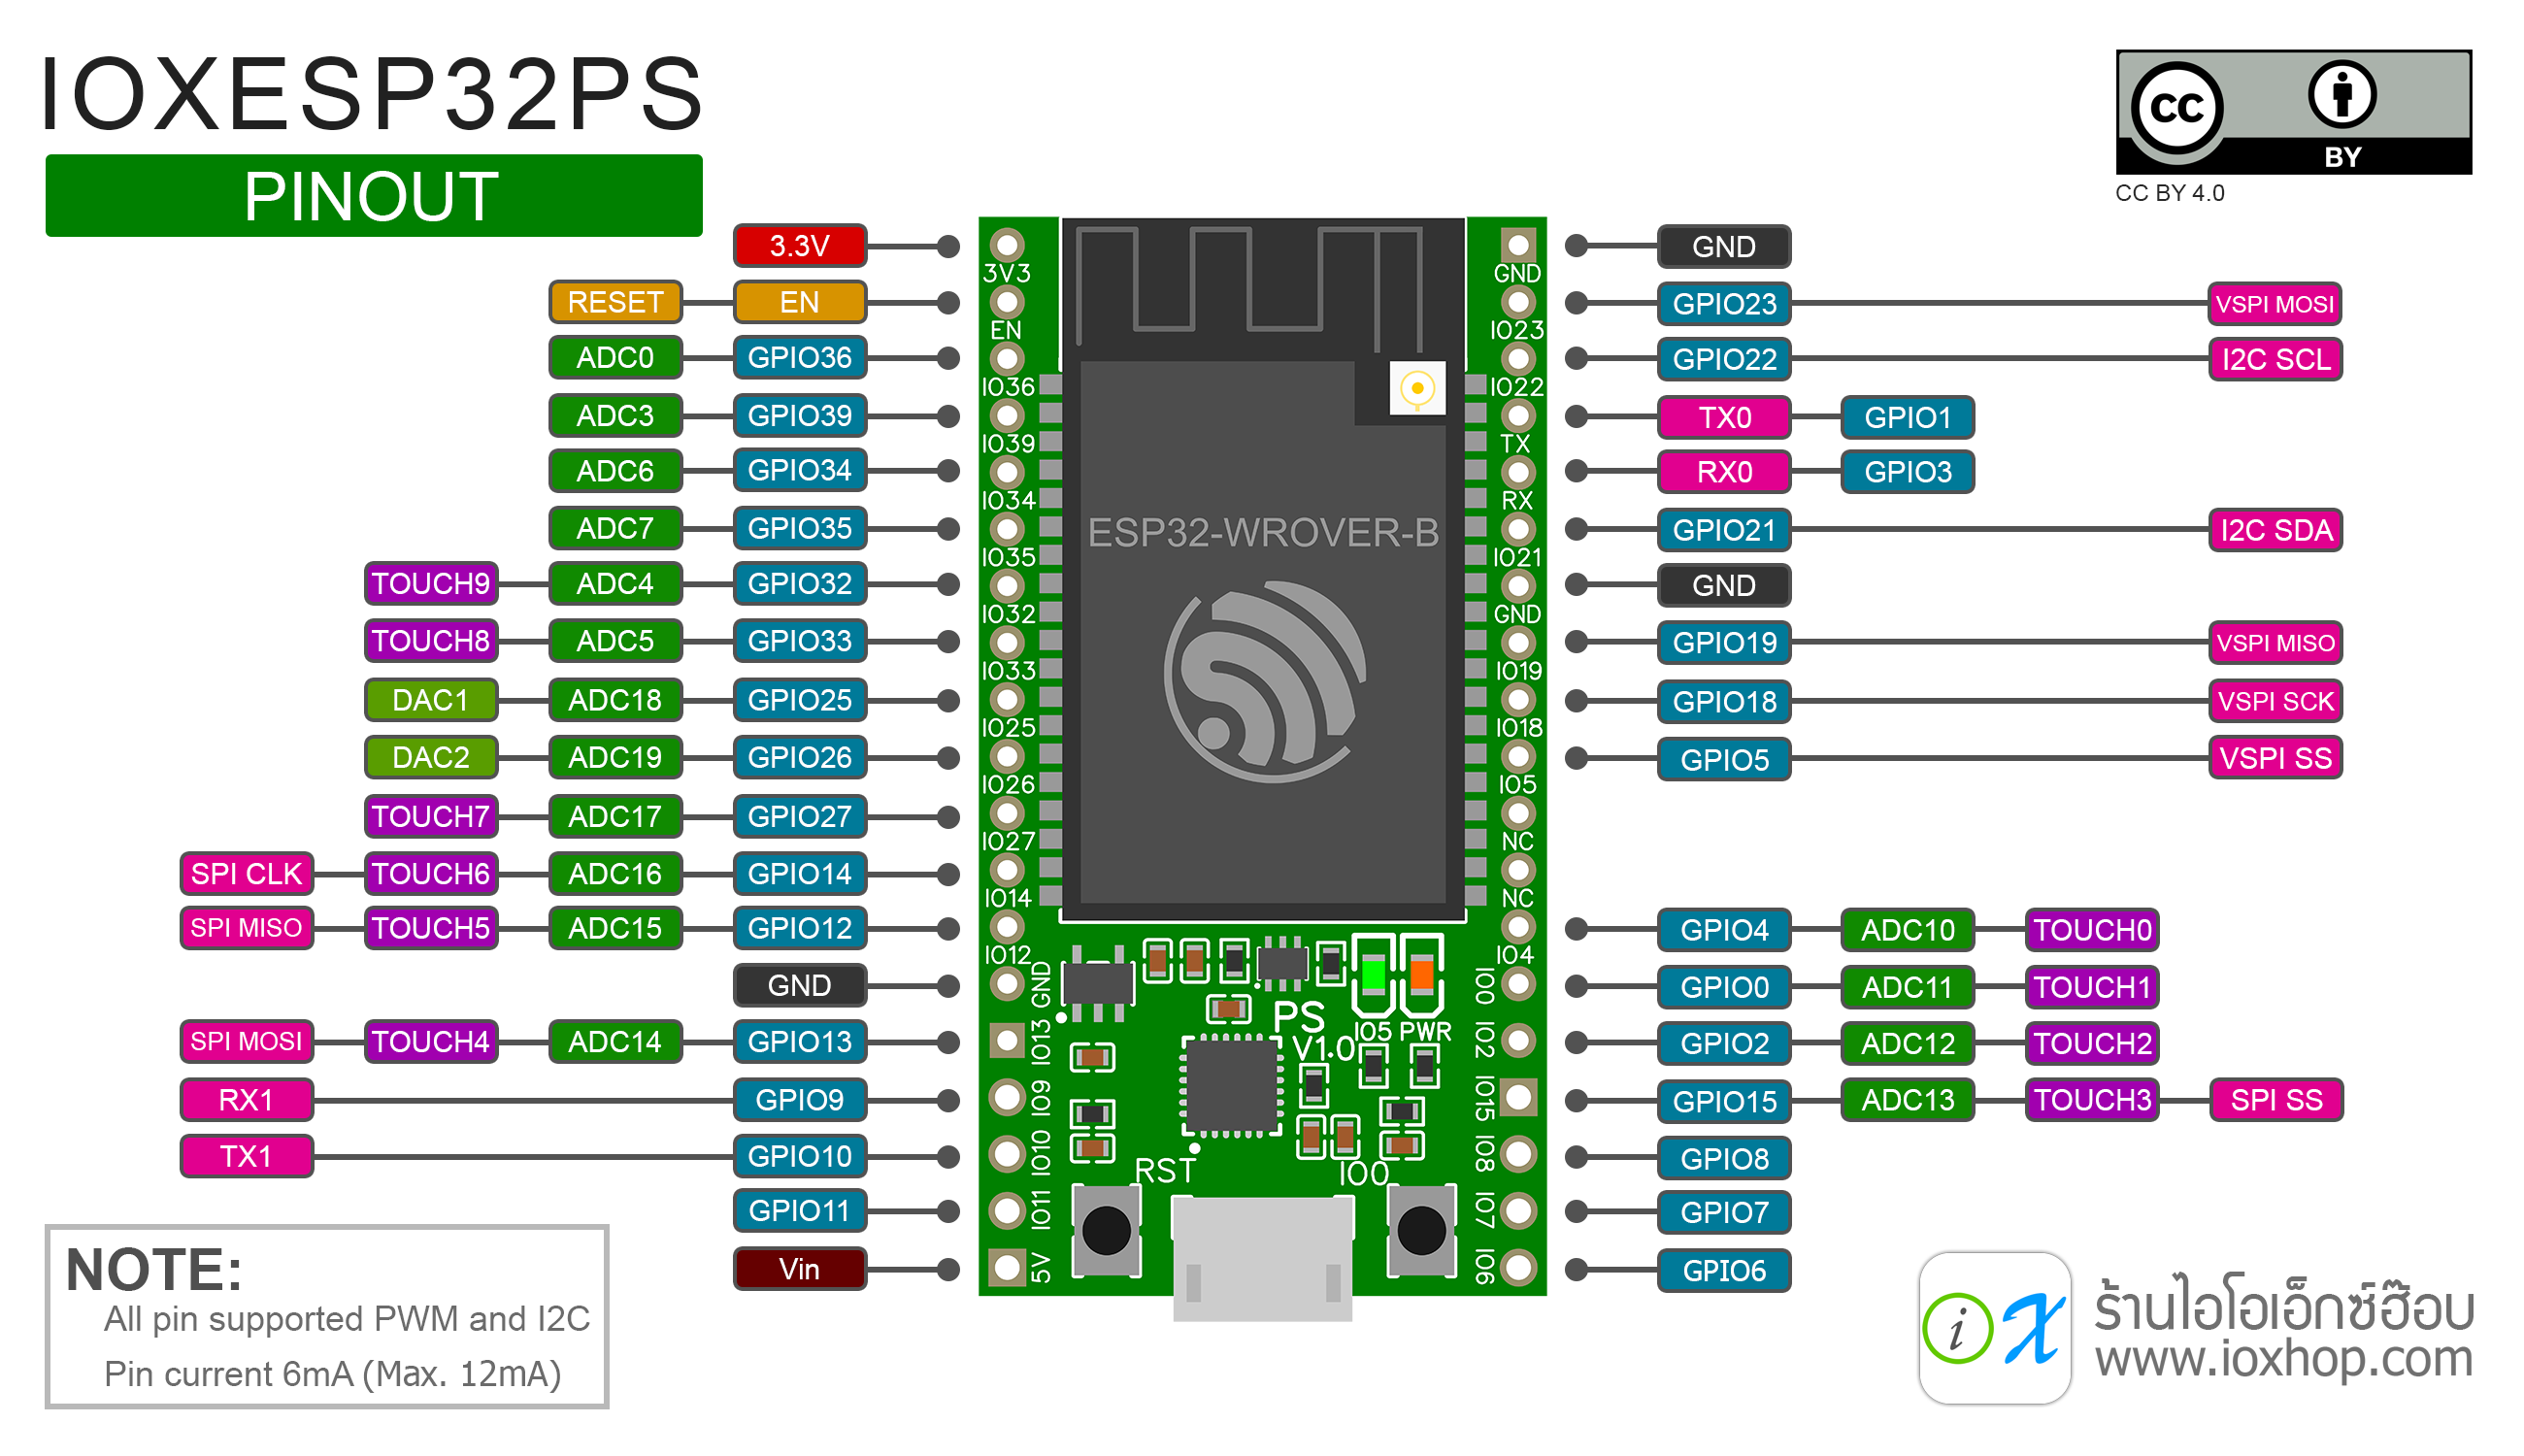 IOXESP32PS
PINOUT
CC BY
CC BY 4.0
3.3V 3V3 GND GND
RESET EN EN IO23 GPIO23 VSPI MOSI
ADC0 GPIO36 IO36 IO22 GPIO22 I2C SCL
ADC3 GPIO39 IO39 TX TX0 GPIO1
ADC6 GPIO34 IO34 RX RX0 GPIO3
ADC7 GPIO35 IO35 ESP32-WROVER-B IO21 GPIO21 I2C SDA
TOUCH9 ADC4 GPIO32 IO32 GND GND
TOUCH8 ADC5 GPIO33 IO33 IO19 GPIO19 VSPI MISO
DAC1 ADC18 GPIO25 IO25 IO18 GPIO18 VSPI SCK
DAC2 ADC19 GPIO26 IO26 IO5 GPIO5 VSPI SS
TOUCH7 ADC17 GPIO27 IO27 NC
SPI CLK TOUCH6 ADC16 GPIO14 IO14 NC
SPI MISO TOUCH5 ADC15 GPIO12 IO12 IO4 GPIO4 ADC10 TOUCH0
GND GND IO0 GPIO0 ADC11 TOUCH1
PS IO5 PWR
V1.0
SPI MOSI TOUCH4 ADC14 GPIO13 IO13 IO2 GPIO2 ADC12 TOUCH2
RX1 GPIO9 IO9 IO15 GPIO15 ADC13 TOUCH3 SPI SS
TX1 GPIO10 IO10 RST IO0 IO8 GPIO8
GPIO11 IO11 IO7 GPIO7
Vin 5V IO6 GPIO6
NOTE:
All pin supported PWM and I2C
Pin current 6mA (Max. 12mA)
iX
ร้านไอโอเอ็กซ์ฮ๊อบ
www.ioxhop.com